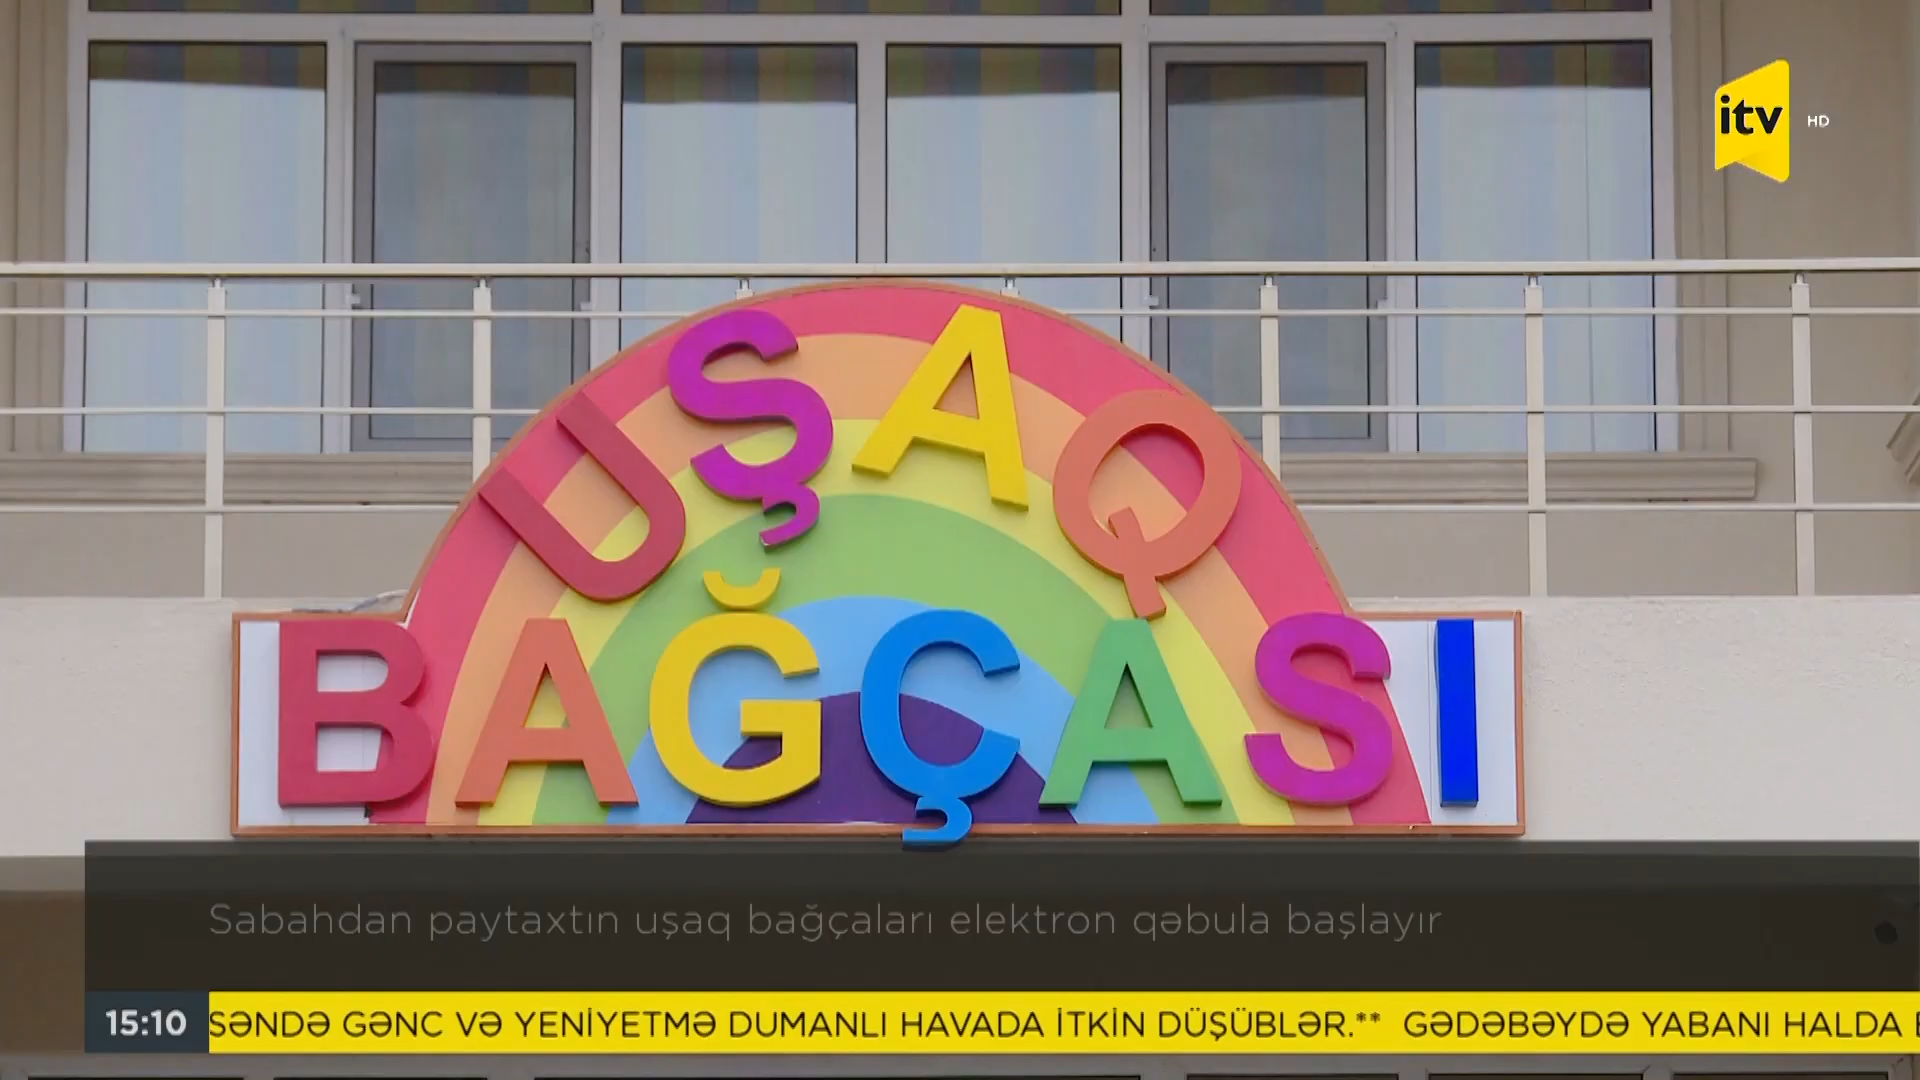 itv HD
UŞAQ
BAĞÇASI
Sabahdan paytaxtın uşaq bağçaları elektron qəbula başlayır
15:10 SƏNDƏ GƏNC VƏ YENİYETMƏ DUMANLI HAVADA İTKİN DÜŞÜBLƏR.** GƏDƏBƏYDƏ YABANI HALDA